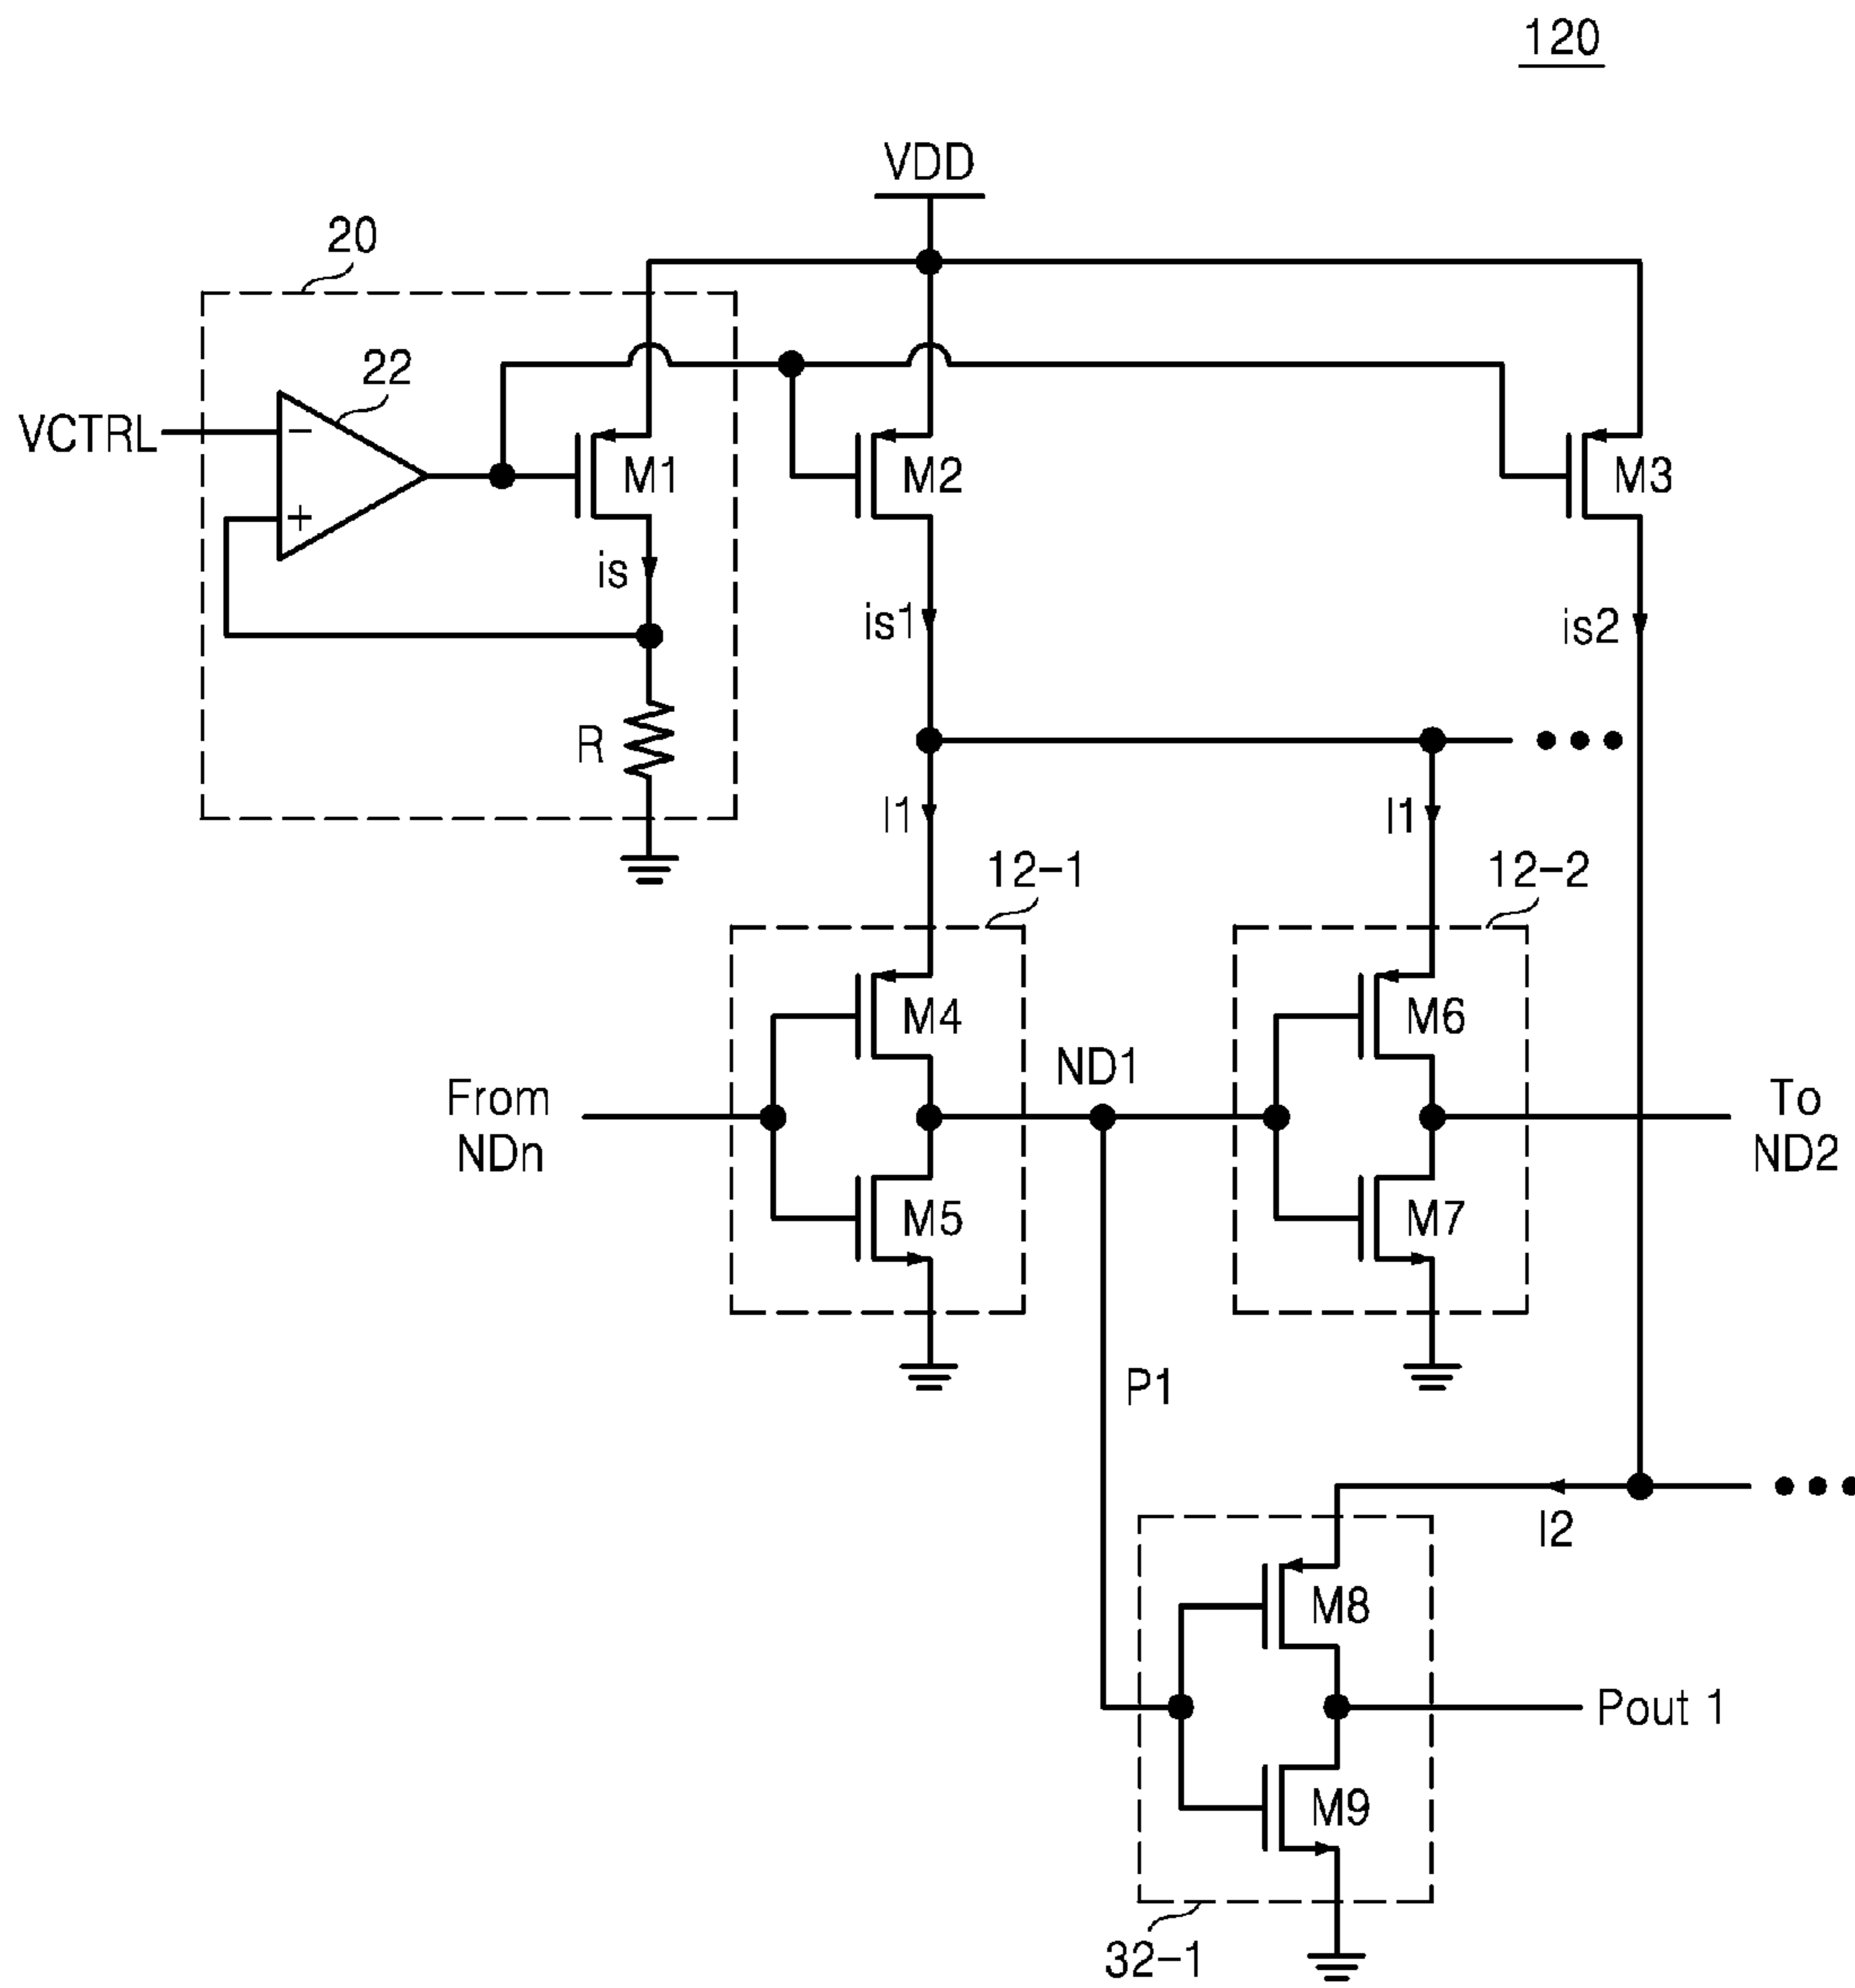 120
VDD
20
22
VCTRL
−
+
M1
M2
M3
is
is1
is2
R
I1
I1
12-1
12-2
M4
M6
ND1
From
NDn
To
ND2
M5
M7
P1
I2
M8
Pout 1
M9
32-1